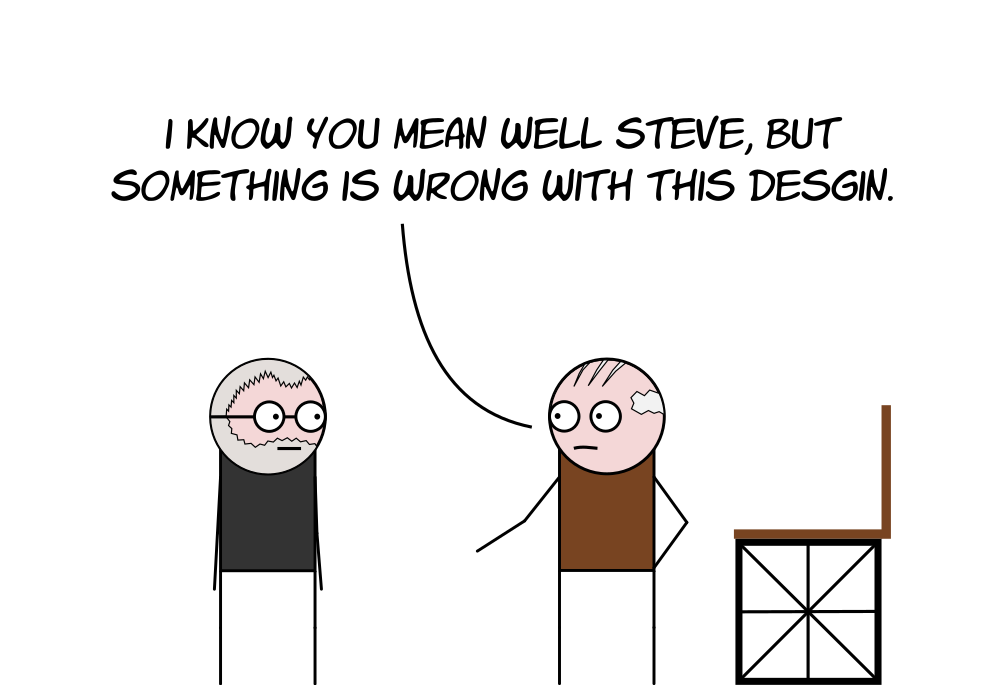 I KNOW YOU MEAN WELL STEVE, BUT
SOMETHING IS WRONG WITH THIS DESGIN.